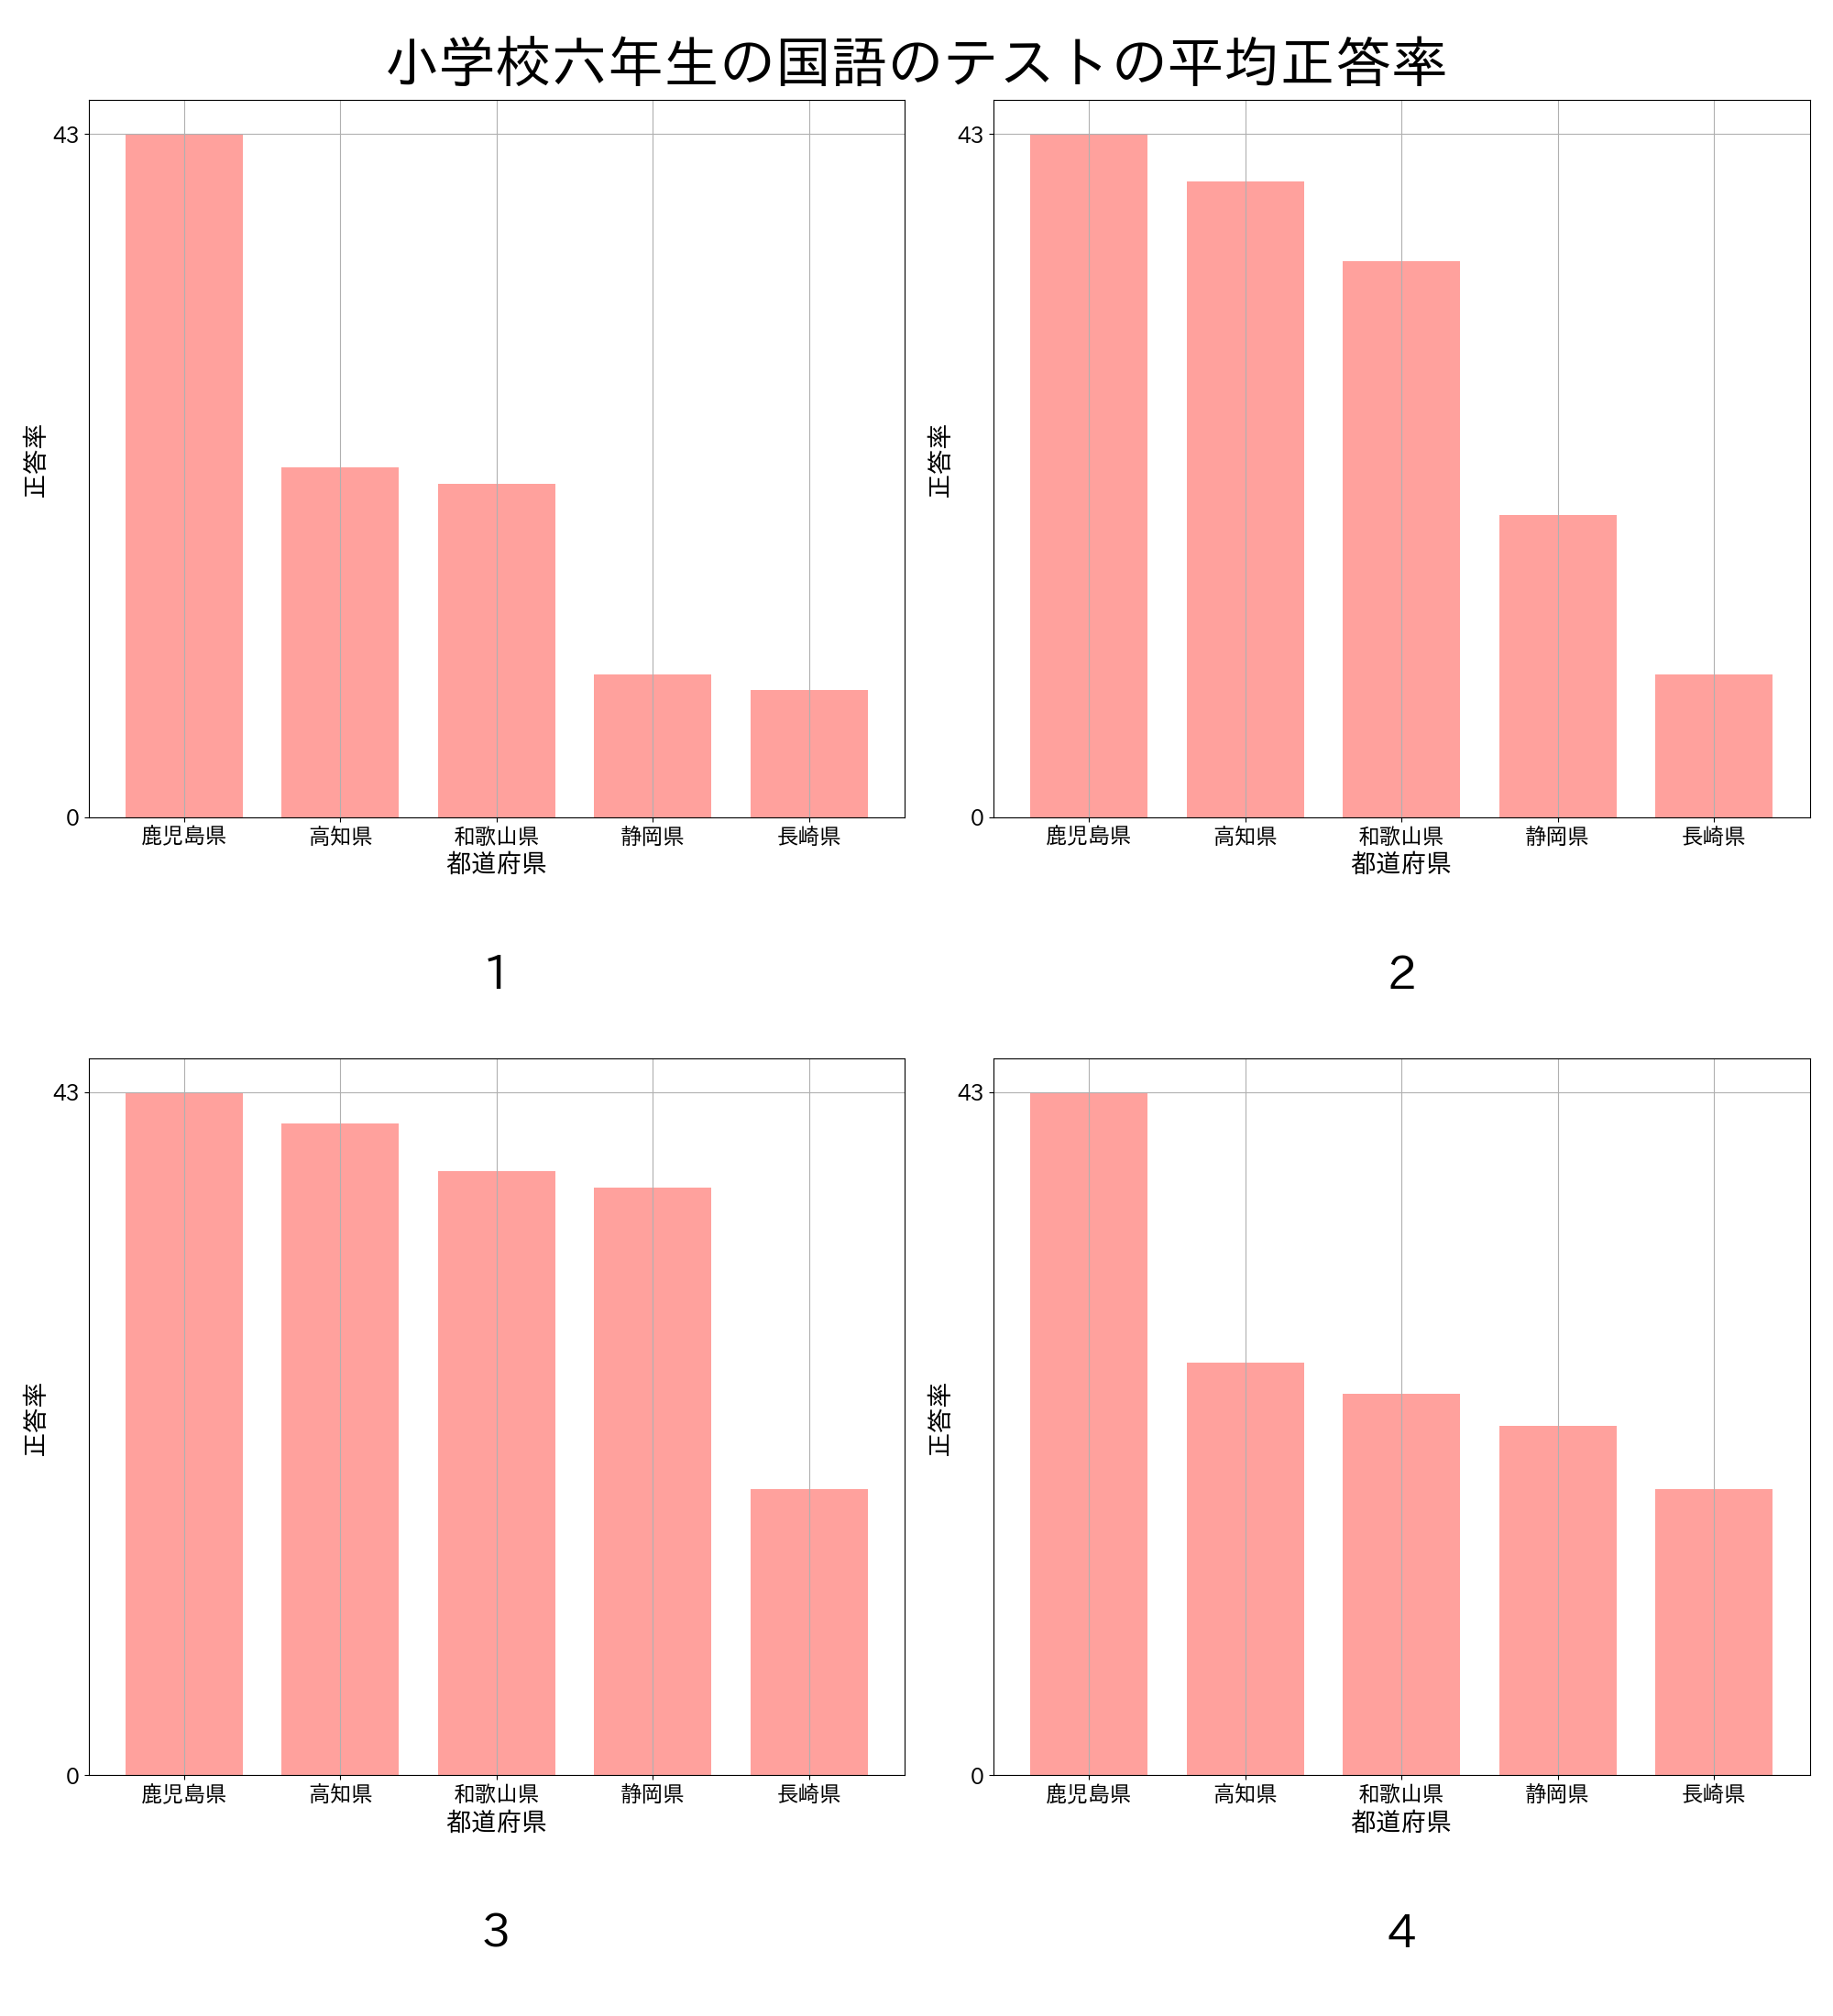 小学校六年生の国語のテストの平均正答率
43
正答率
0
鹿児島県 高知県 和歌山県 静岡県 長崎県
都道府県
1
43
正答率
0
鹿児島県 高知県 和歌山県 静岡県 長崎県
都道府県
2
43
正答率
0
鹿児島県 高知県 和歌山県 静岡県 長崎県
都道府県
3
43
正答率
0
鹿児島県 高知県 和歌山県 静岡県 長崎県
都道府県
4